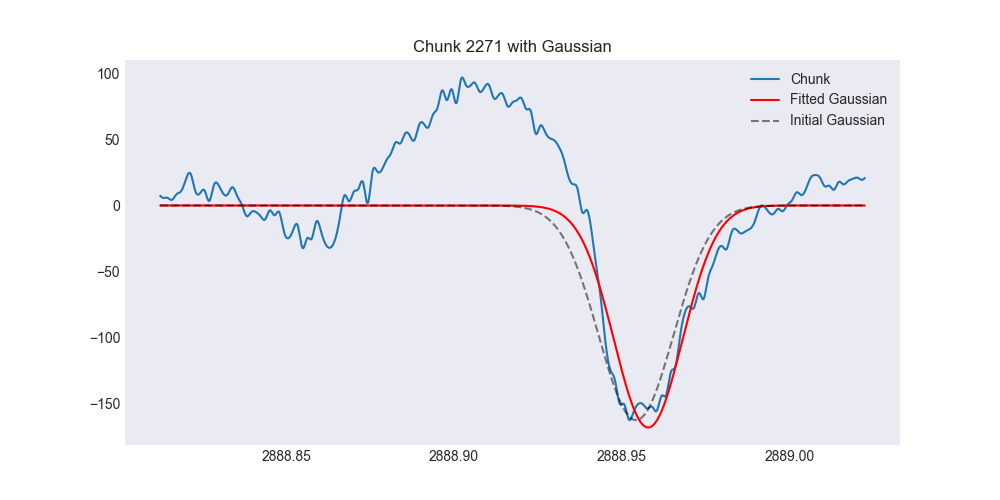 Chunk 2271 with Gaussian
Chunk
Fitted Gaussian
Initial Gaussian
100
50
0
−50
−100
−150
2888.85 2888.90 2888.95 2889.00